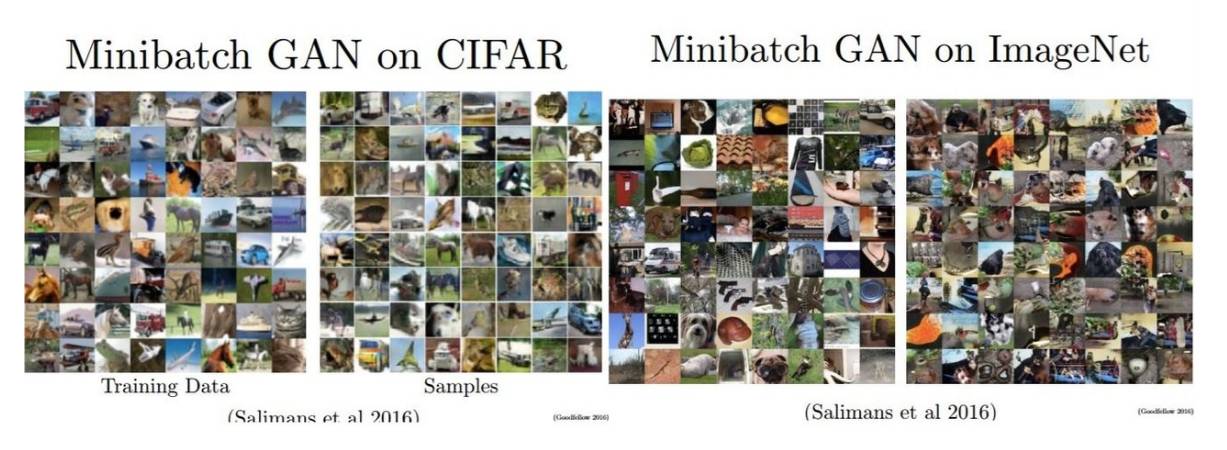 Minibatch GAN on CIFAR
Training Data
Samples
(Salimans et al 2016)
(Goodfellow 2016)
Minibatch GAN on ImageNet
(Salimans et al 2016)
(Goodfellow 2016)